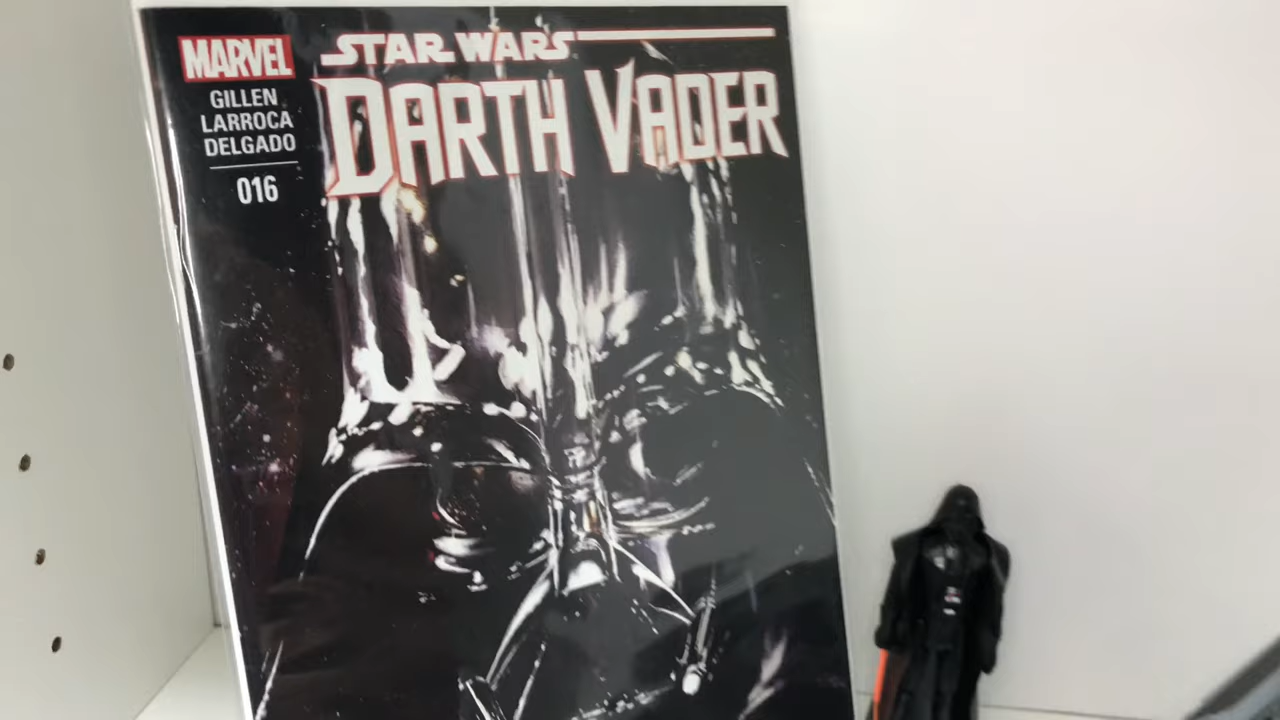 MARVEL
GILLEN
LARROCA
DELGADO
016
STAR WARS
DARTH VADER